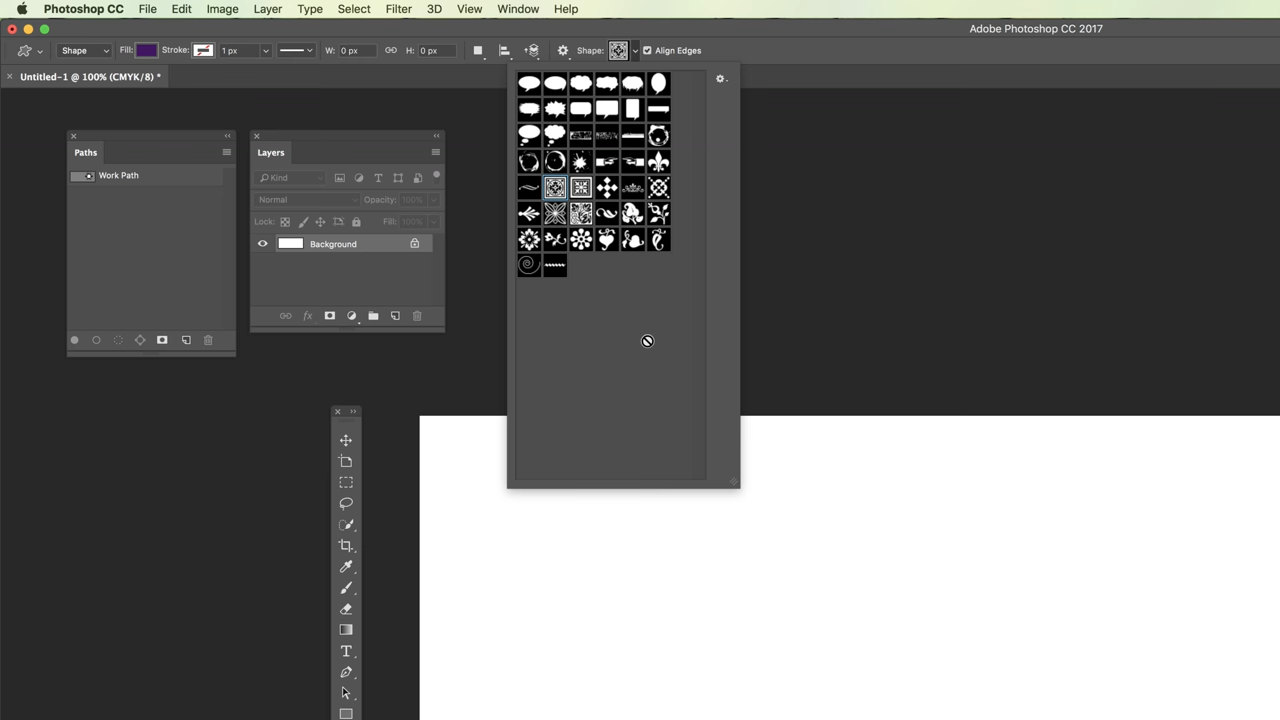 Photoshop CC File Edit Image Layer Type Select Filter 3D View Window Help
Adobe Photoshop CC 2017
Shape Fill: Stroke: 1 px W: 0 px H: 0 px Shape: Align Edges
Untitled-1 @ 100% (CMYK/8) *
Paths
Work Path
Layers
Kind
Normal Opacity: 100%
Lock: Fill: 100%
Background